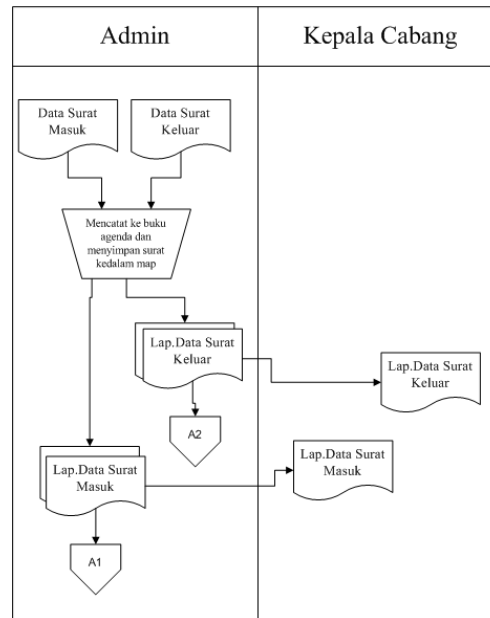 Admin
Kepala Cabang
Data Surat
Masuk
Data Surat
Keluar
Mencatat ke buku
agenda dan
menyimpan surat
kedalam map
Lap.Data Surat
Keluar
Lap.Data Surat
Keluar
A2
Lap.Data Surat
Masuk
Lap.Data Surat
Masuk
A1